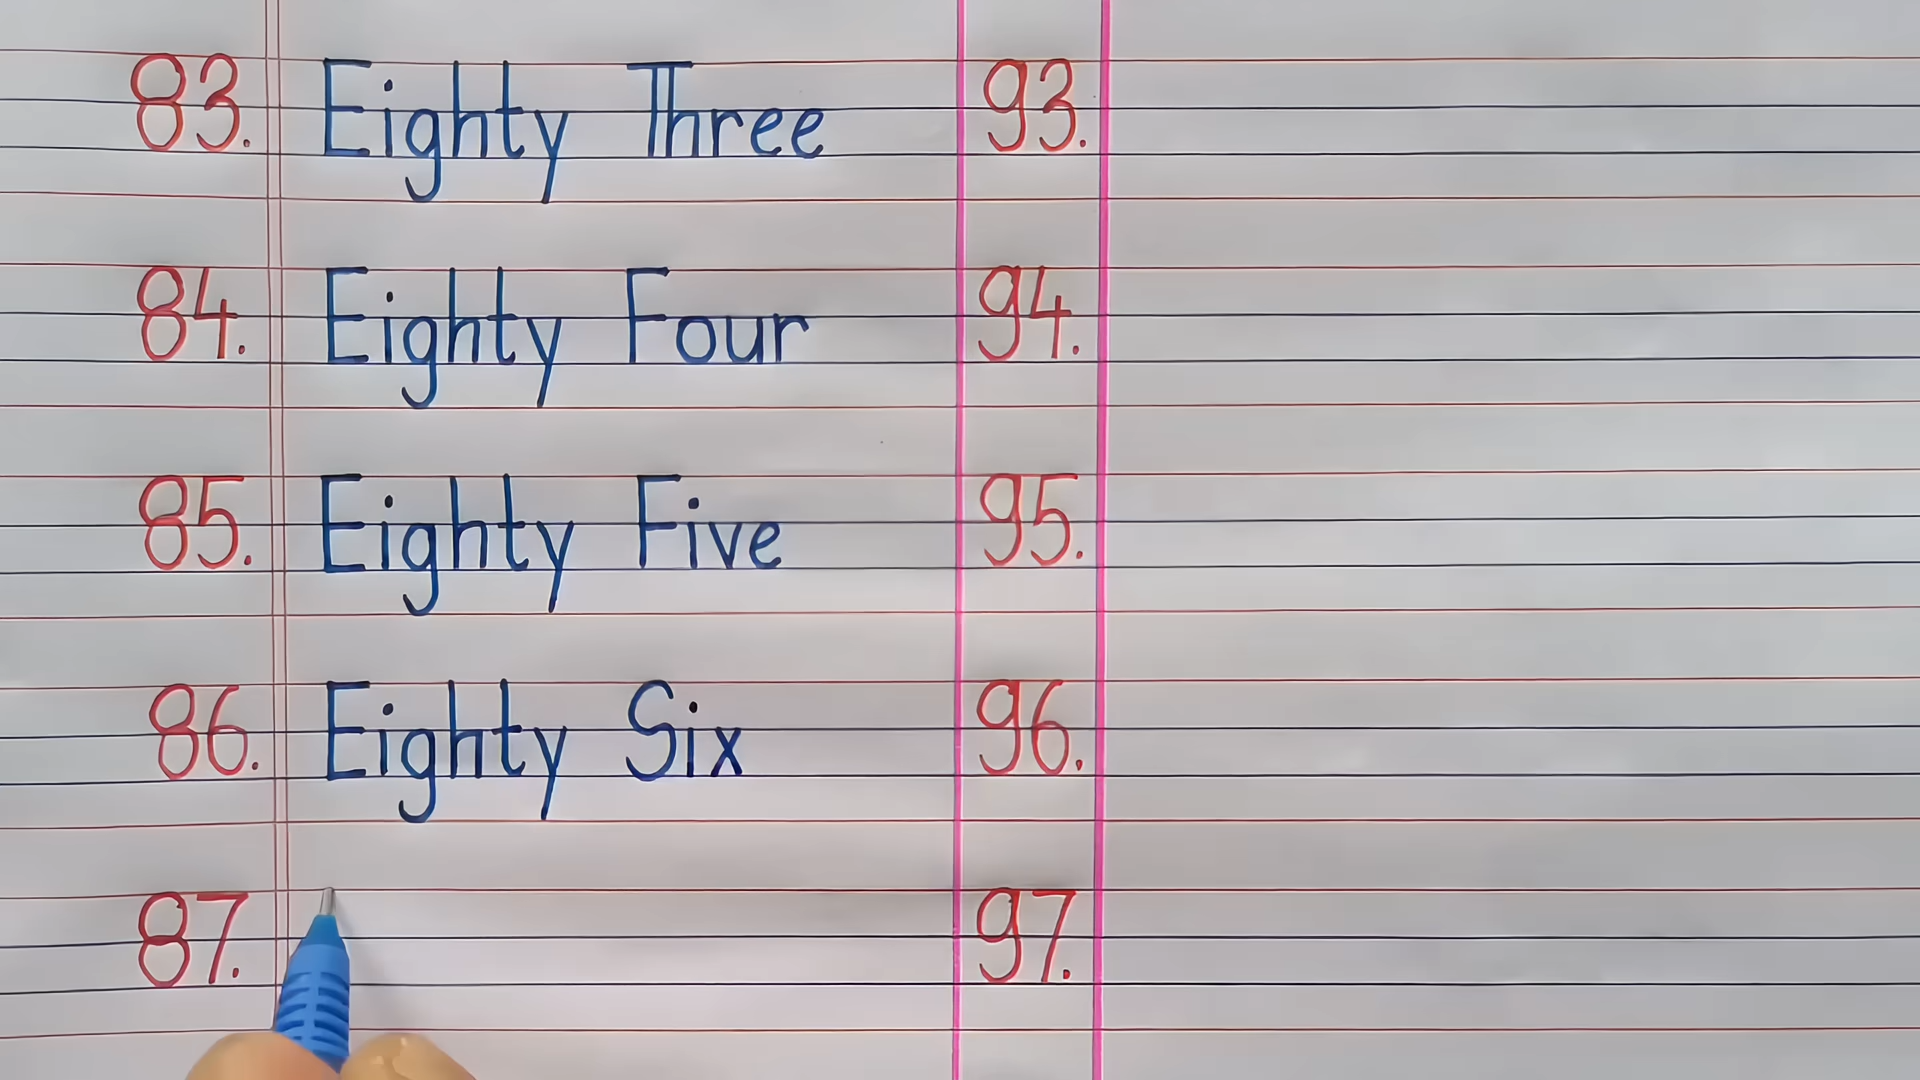 83. Eighty Three 93.
84. Eighty Four 94.
85. Eighty Five 95.
86. Eighty Six 96.
87. 97.